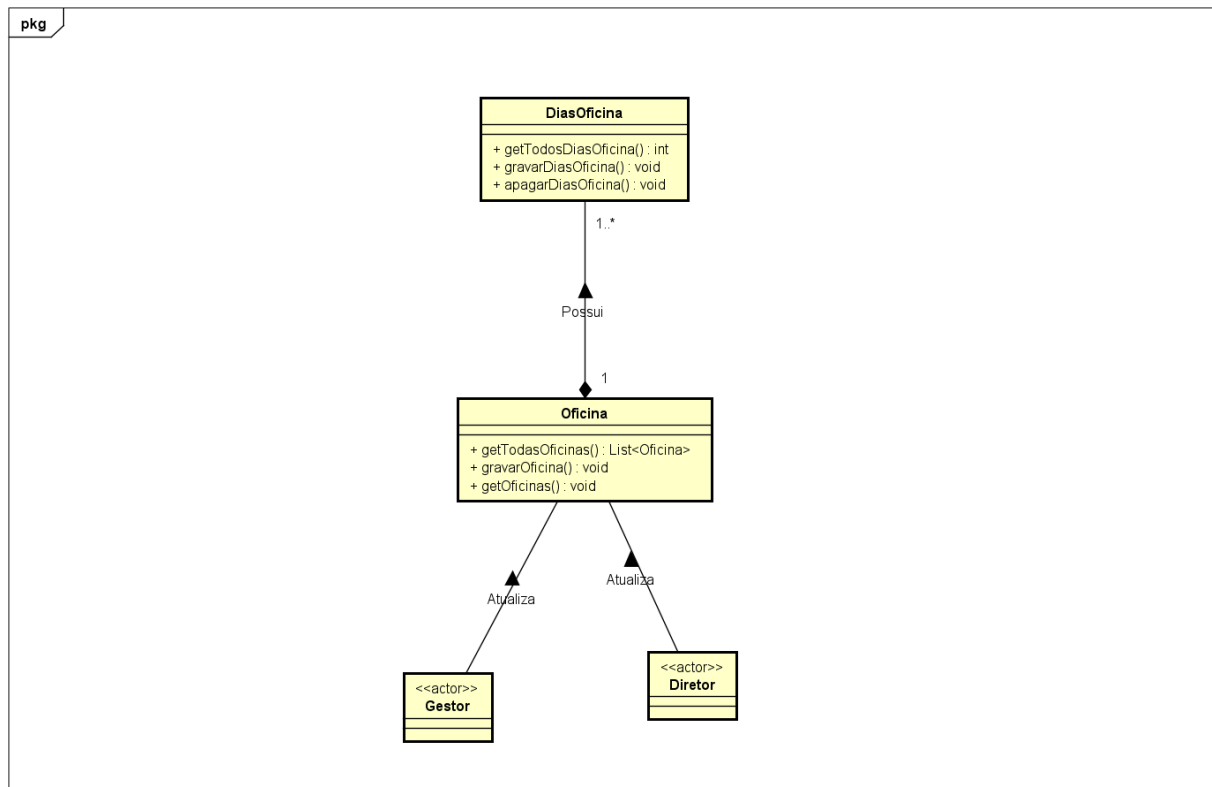 pkg
DiasOficina
+ getTodosDiasOficina() : int
+ gravarDiasOficina() : void
+ apagarDiasOficina() : void
1..*
Possui
1
Oficina
+ getTodasOficinas() : List<Oficina>
+ gravarOficina() : void
+ getOficinas() : void
Atualiza
Atualiza
<<actor>>
Diretor
<<actor>>
Gestor